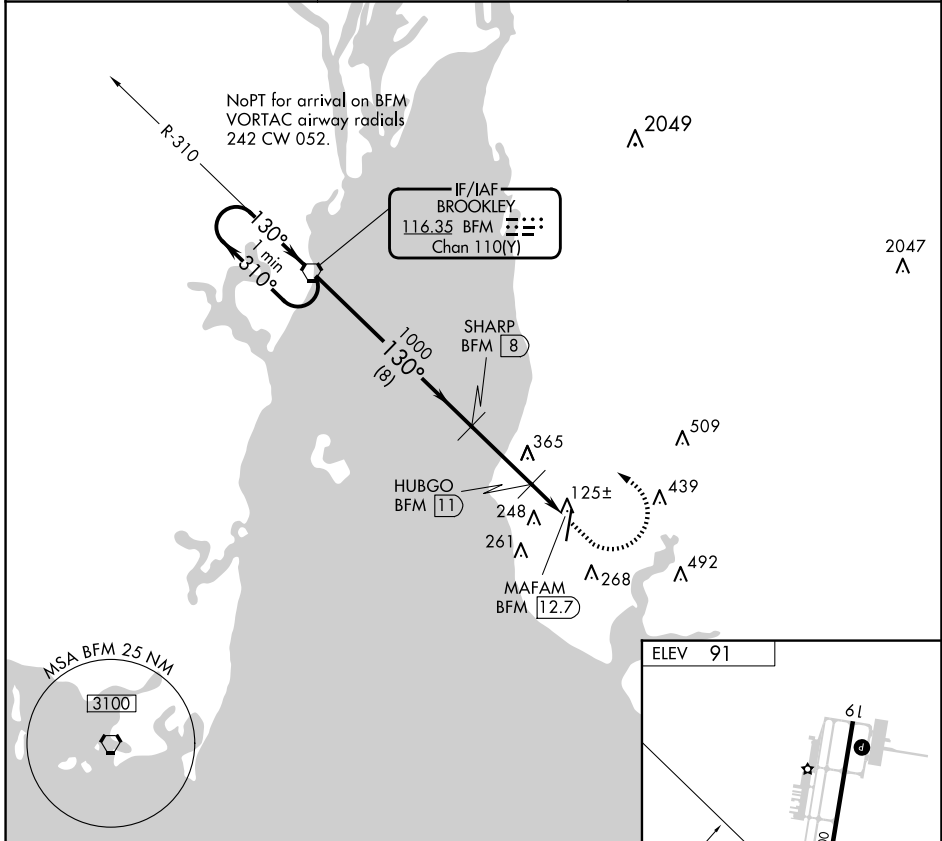 NoPT for arrival on BFM
VORTAC airway radials
242 CW 052.
2049
R-310
IF/IAF
BROOKLEY
116.35 BFM
Chan 110(Y)
130°
1 min
310°
2047
1000
130°
(8)
SHARP
BFM 8
365
509
HUBGO
BFM 11
125±
439
248
261
268
492
MAFAM
BFM 12.7
MSA BFM 25 NM
3100
ELEV 91
19
P